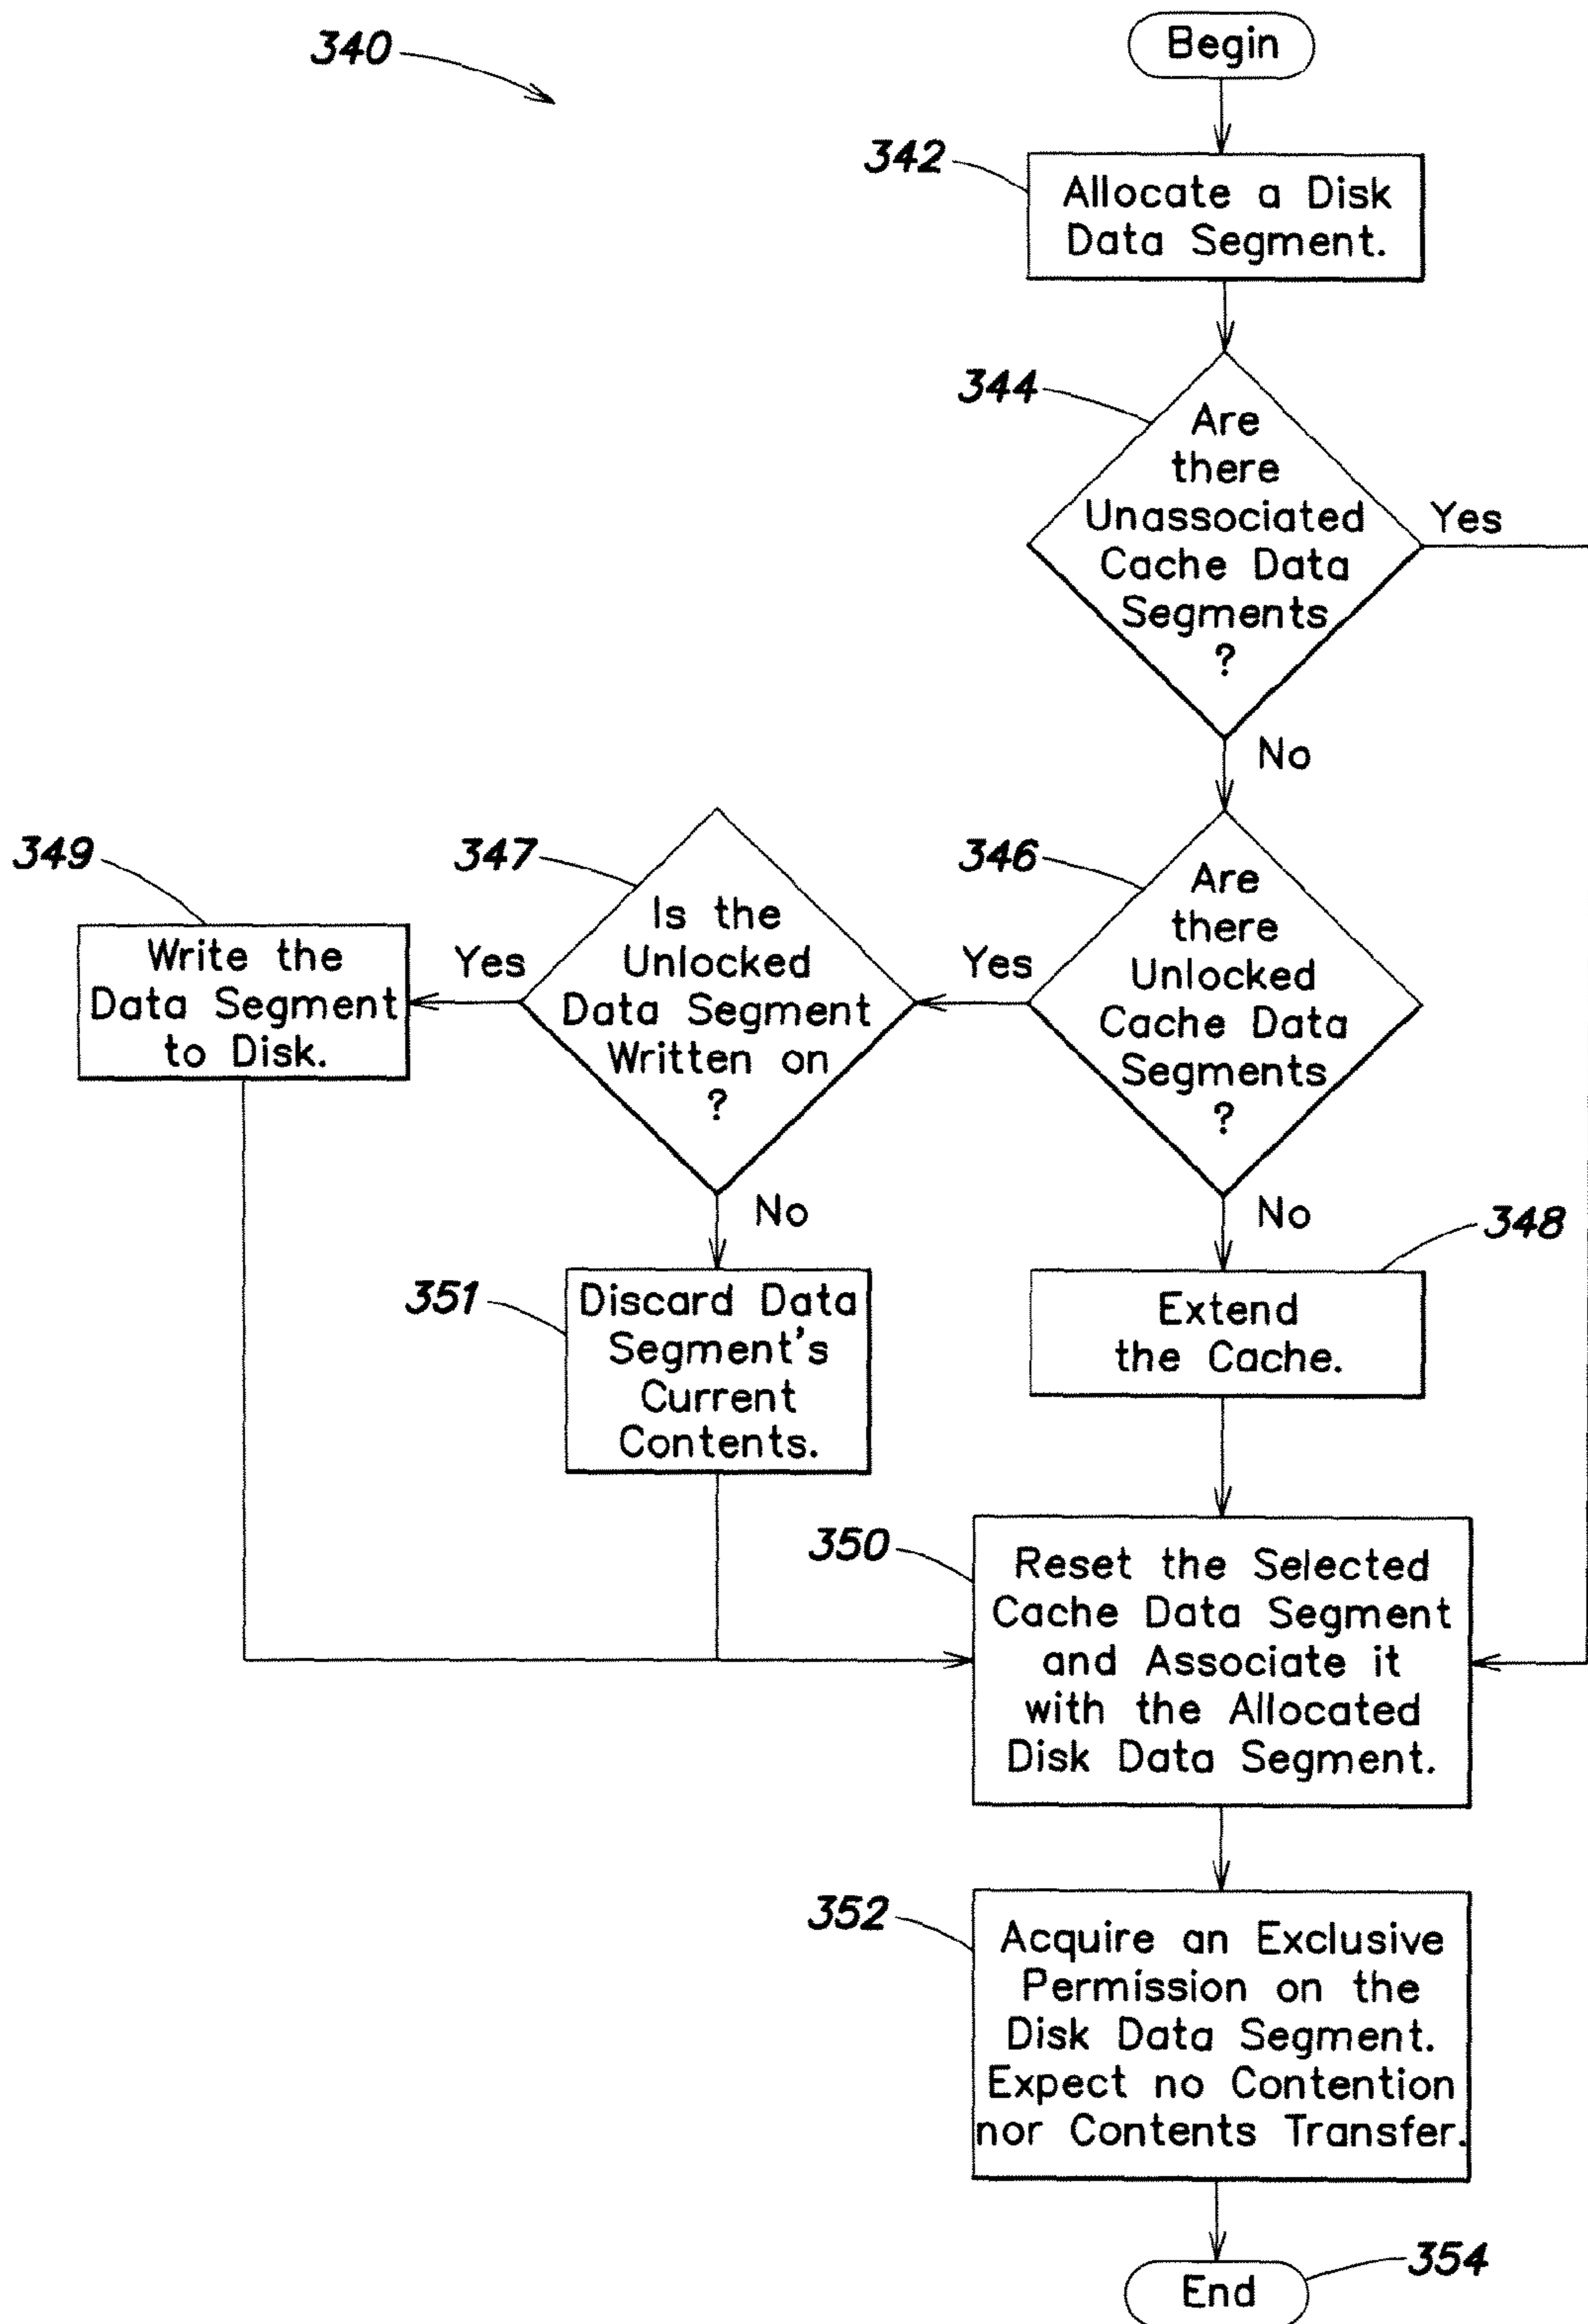 340
Begin
342
Allocate a Disk
Data Segment.
344
Are
there
Unassociated
Cache Data
Segments
?
Yes
No
349
347
346
Write the
Data Segment
to Disk.
Yes
Is the
Unlocked
Data Segment
Written on
?
Yes
Are
there
Unlocked
Cache Data
Segments
?
No
No
348
351
Discard Data
Segment's
Current
Contents.
Extend
the Cache.
350
Reset the Selected
Cache Data Segment
and Associate it
with the Allocated
Disk Data Segment.
352
Acquire an Exclusive
Permission on the
Disk Data Segment.
Expect no Contention
nor Contents Transfer.
354
End